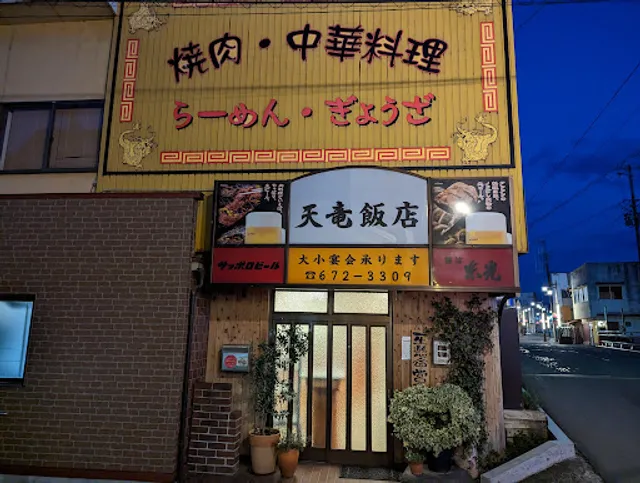 焼肉・中華料理
らーめん・ぎょうざ
天竜飯店
大小宴会承ります
☎672-3309
サッポロビール